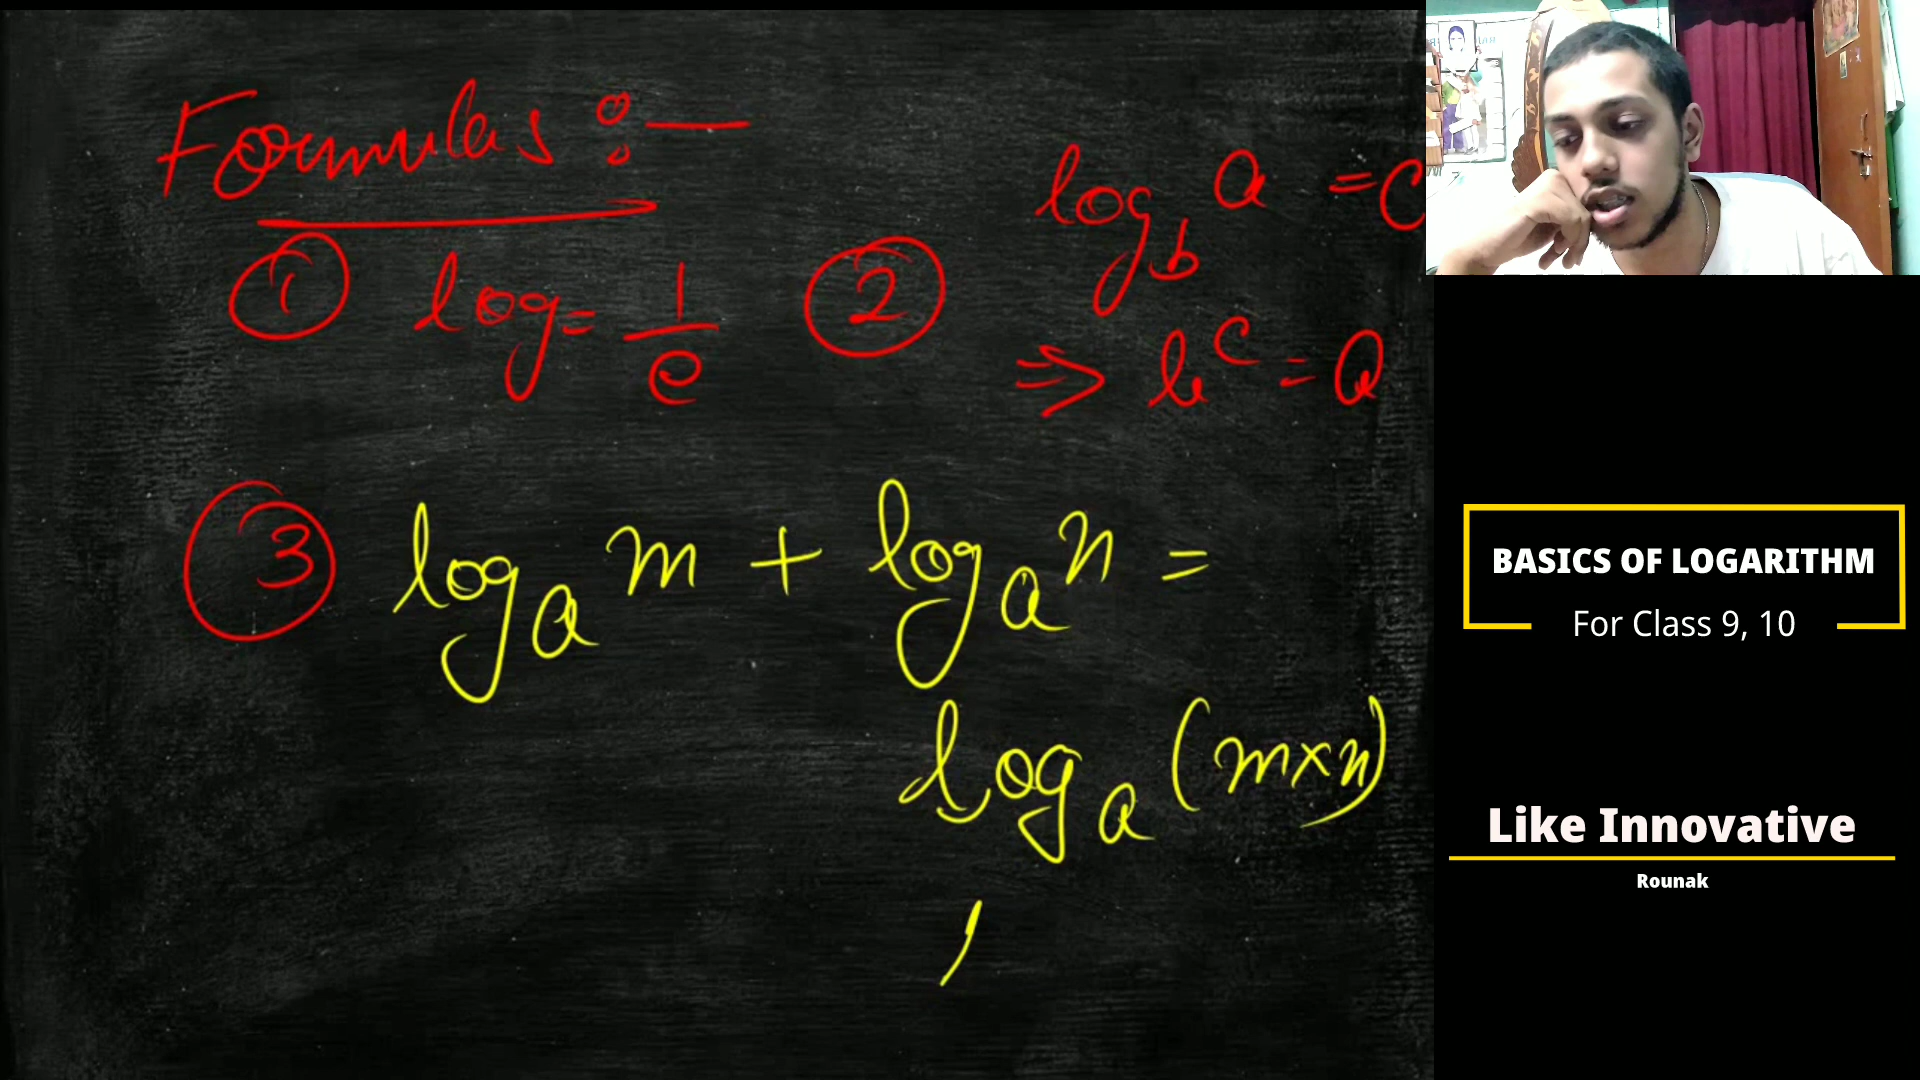 Formulas :—
① log = 1/e
② log_b a = C
⇒ b^C = a
③ log_a m + log_a n =
log_a (m×n)
BASICS OF LOGARITHM
For Class 9, 10
Like Innovative
Rounak